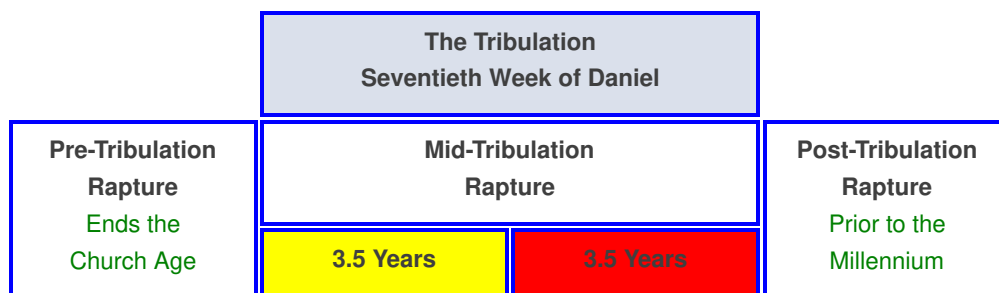 The Tribulation
Seventieth Week of Daniel
Pre-Tribulation
Rapture
Ends the
Church Age
Mid-Tribulation
Rapture
3.5 Years
3.5 Years
Post-Tribulation
Rapture
Prior to the
Millennium